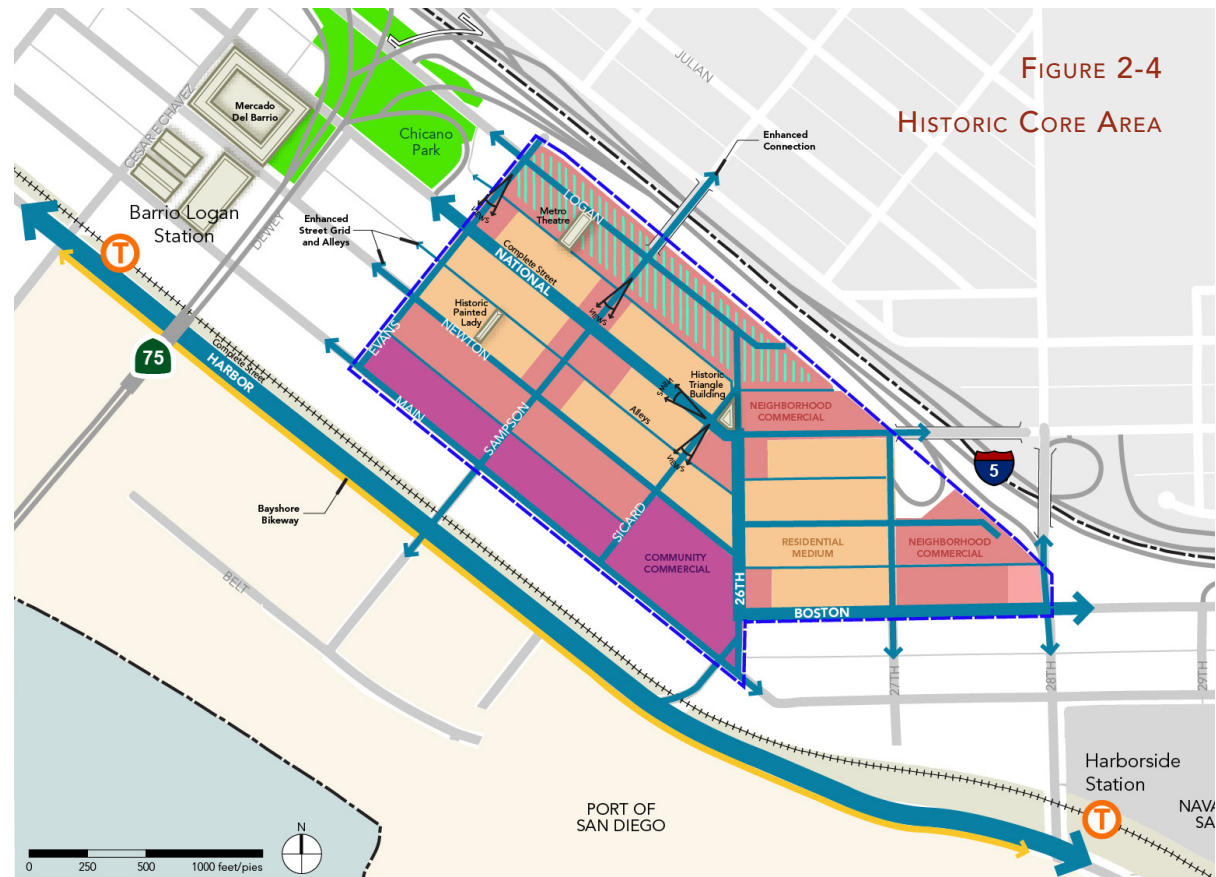 FIGURE 2-4
HISTORIC CORE AREA
JULIAN
CESAR E CHAVEZ
Mercado
Del Barrio
Chicano
Park
Enhanced
Connection
Barrio Logan
Station
T
DEWEY
Enhanced
Street Grid
and Alleys
VIEWS
LOGAN
Metro
Theatre
Complete Street
NATIONAL
VIEWS
Historic
Painted
Lady
EVANS
NEWTON
75
Complete Street
HARBOR
MAIN
SAMPSON
Alleys
VIEWS
Historic
Triangle
Building
VIEWS
NEIGHBORHOOD
COMMERCIAL
5
Bayshore
Bikeway
SICARD
COMMUNITY
COMMERCIAL
RESIDENTIAL
MEDIUM
NEIGHBORHOOD
COMMERCIAL
26TH
BOSTON
BELT
27TH
28TH
29TH
Harborside
Station
T
PORT OF
SAN DIEGO
NAVA
SA
N
0 250 500 1000 feet/pies